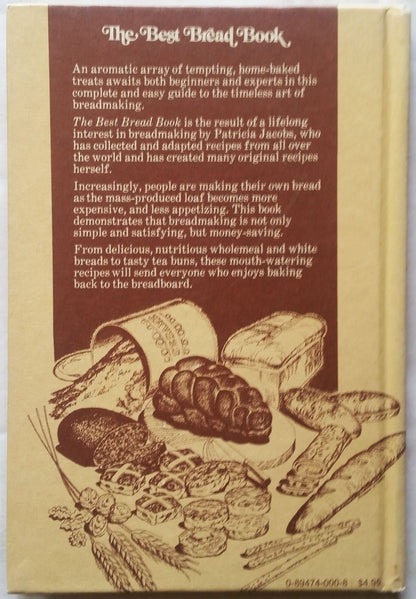 The Best Bread Book
An aromatic array of tempting, home-baked
treats awaits both beginners and experts in this
complete and easy guide to the timeless art of
breadmaking.
The Best Bread Book is the result of a lifelong
interest in breadmaking by Patricia Jacobs, who
has collected and adapted recipes from all over
the world and has created many original recipes
herself.
Increasingly, people are making their own bread
as the mass-produced loaf becomes more
expensive, and less appetizing. This book
demonstrates that breadmaking is not only
simple and satisfying, but money-saving.
From delicious, nutritious wholemeal and white
breads to tasty tea buns, these mouth-watering
recipes will send everyone who enjoys baking
back to the breadboard.
0-89474-000-8 $4.99